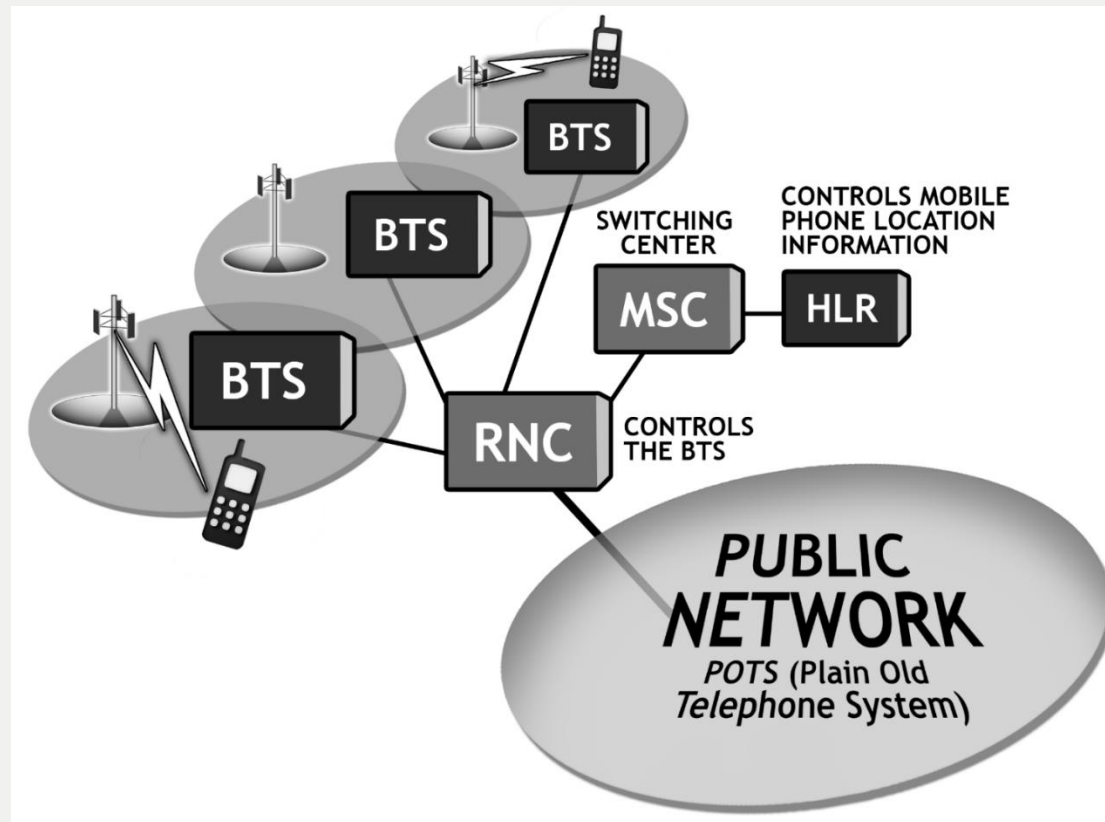 BTS
BTS
BTS
SWITCHING
CENTER
MSC
CONTROLS MOBILE
PHONE LOCATION
INFORMATION
HLR
RNC
CONTROLS
THE BTS
PUBLIC
NETWORK
POTS (Plain Old
Telephone System)